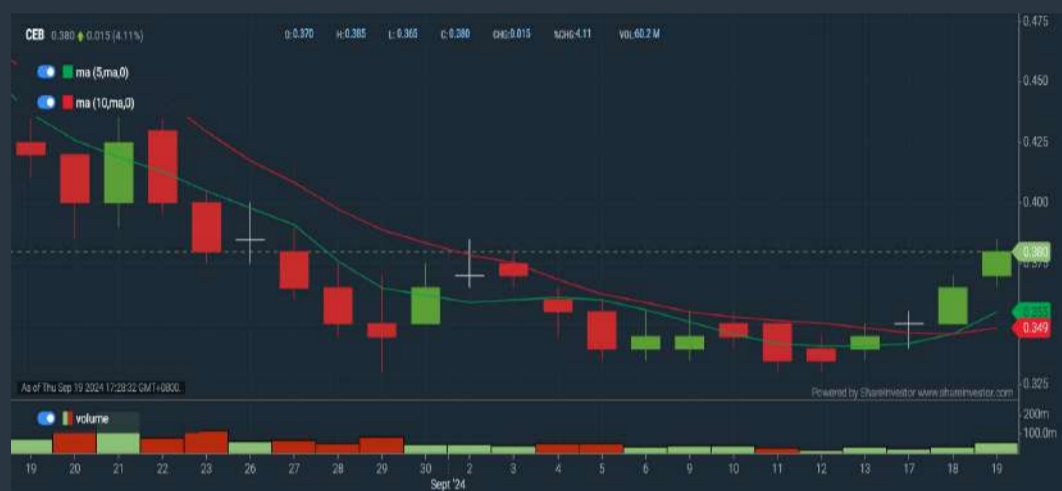 CEB 0.380 0.015 (4.11%) O:0.370 H:0.385 L:0.365 C:0.380 CHG:0.015 %CHG:4.11 VOL:60.2 M
ma (5,ma,0)
ma (10,ma,0)
0.475
0.450
0.425
0.400
0.380
0.375
0.355
0.349
0.325
As of Thu Sep 19 2024 17:28:32 GMT+0800.
Powered by ShareInvestor www.shareinvestor.com
volume
200m
100.0m
19 20 21 22 23 26 27 28 29 30 2 3 4 5 6 9 10 11 12 13 17 18 19
Sept '24